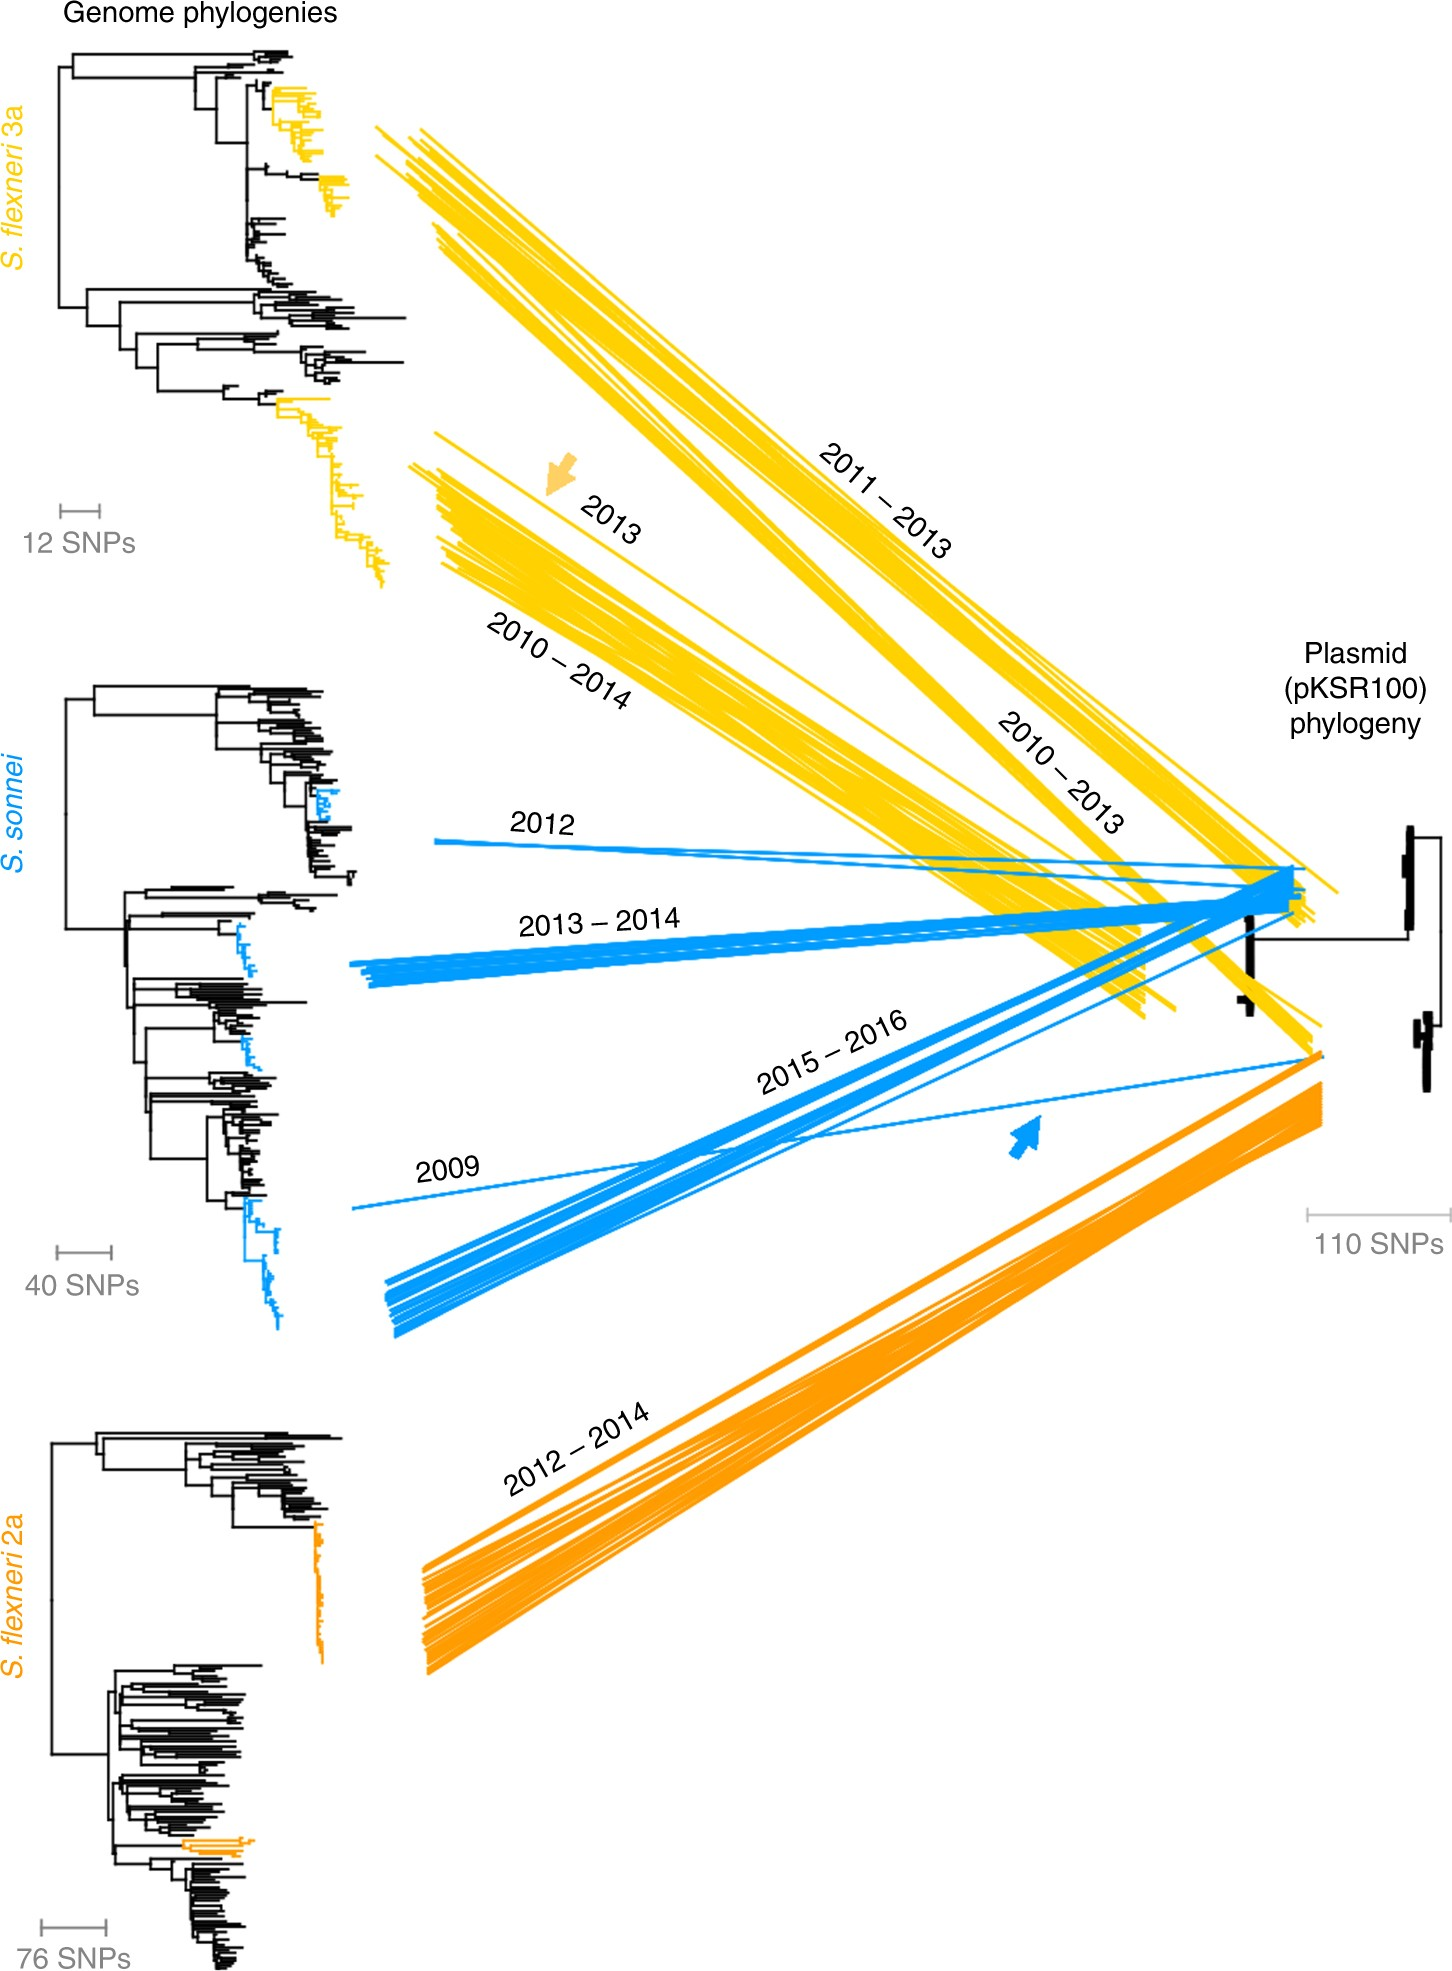 Genome phylogenies
S. flexneri 3a
12 SNPs
2011 – 2013
2013
2010 – 2014
2010 – 2013
Plasmid
(pKSR100)
phylogeny
S. sonnei
2012
2013 – 2014
2015 – 2016
2009
40 SNPs
110 SNPs
2012 – 2014
S. flexneri 2a
76 SNPs